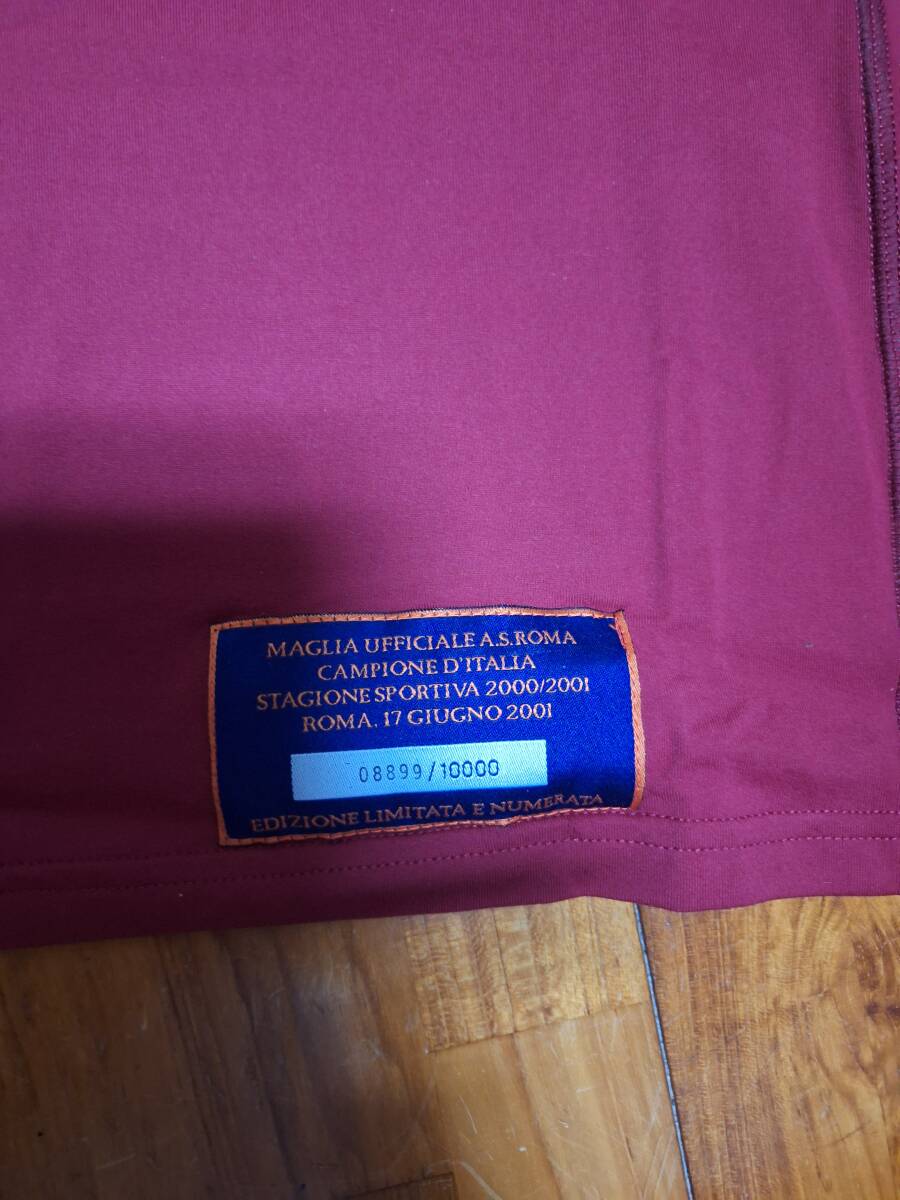 MAGLIA UFFICIALE A.S.ROMA
CAMPIONE D'ITALIA
STAGIONE SPORTIVA 2000/2001
ROMA, 17 GIUGNO 2001
08899/10000
EDIZIONE LIMITATA E NUMERATA